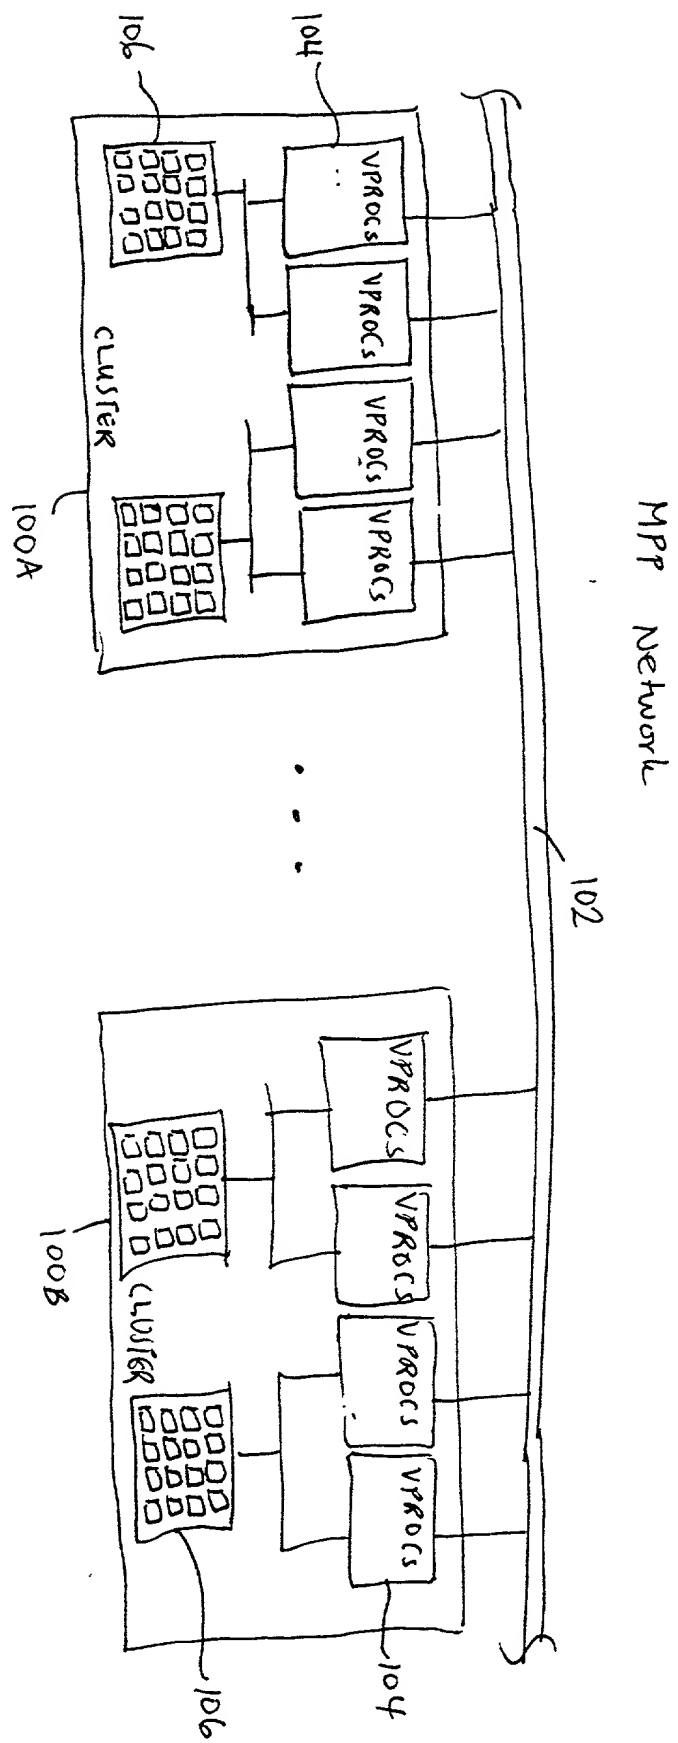 MPP Network
102
104
106
VPROCs
VPROCs
VPROCs
VPROCs
CLUSTER
100A
VPROCs
VPROCs
VPROCs
VPROCs
CLUSTER
100B
104
106